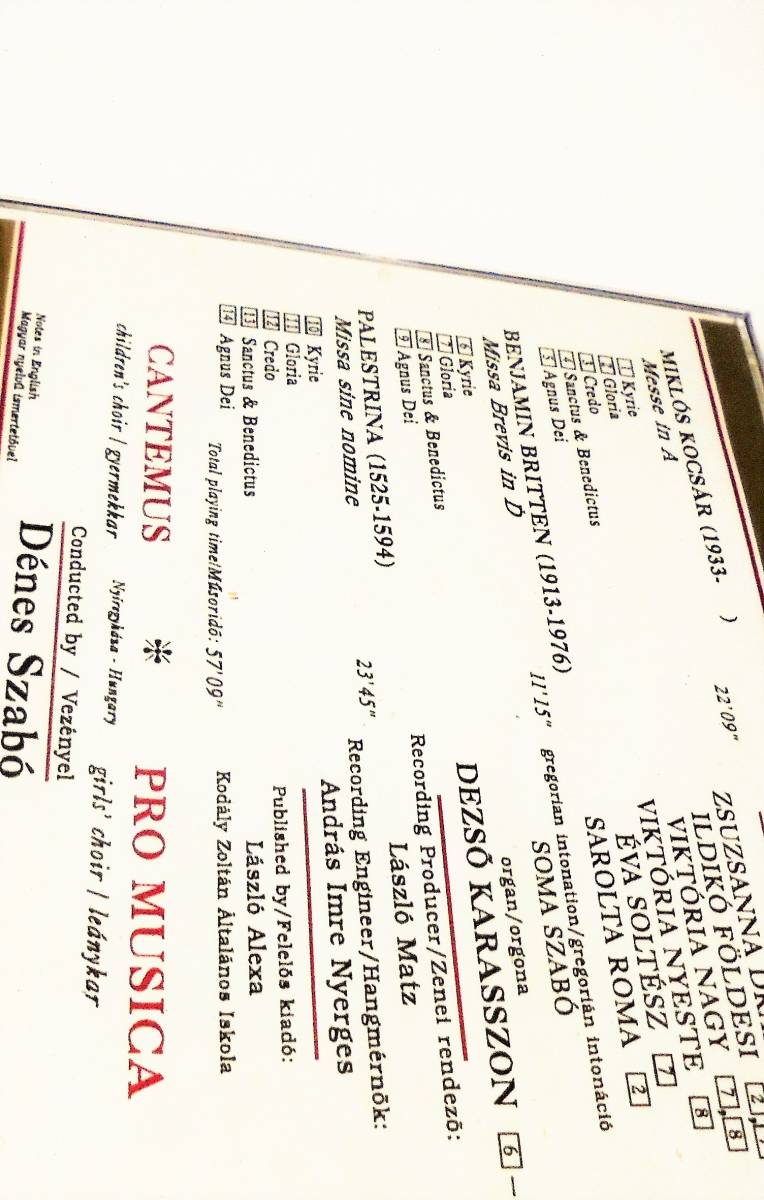 MIKLÓS KOCSÁR (1933- ) 22'09"
Messe in A
1 Kyrie
2 Gloria
3 Credo
4 Sanctus & Benedictus
5 Agnus Dei
BENJAMIN BRITTEN (1913-1976) 11'15"
Missa Brevis in D
6 Kyrie
7 Gloria
8 Sanctus & Benedictus
9 Agnus Dei
PALESTRINA (1525-1594) 23'45"
Missa sine nomine
10 Kyrie
11 Gloria
12 Credo
13 Sanctus & Benedictus
14 Agnus Dei
Total playing time/Műsoridő: 57'09"
ZSUZSANNA
ILDIKÓ FÖLDESI
VIKTÓRIA NAGY 7,8
VIKTÓRIA NYESTE 8
ÉVA SOLTÉSZ 7
SAROLTA ROMA 2
gregorian intonation/gregorián intonáció
SOMA SZABÓ
organ/orgona
DEZSŐ KARASSZON 6 –
Recording Producer/Zenei rendező:
László Matz
Recording Engineer/Hangmérnök:
András Imre Nyerges
Published by/Felelős kiadó:
László Alexa
Kodály Zoltán Általános Iskola
CANTEMUS ❋ PRO MUSICA
children's choir / gyermekkar Nyíregyháza - Hungary girls' choir / leánykar
Conducted by / Vezényel
Dénes Szabó
Notes in English
Magyar nyelvű ismertetővel